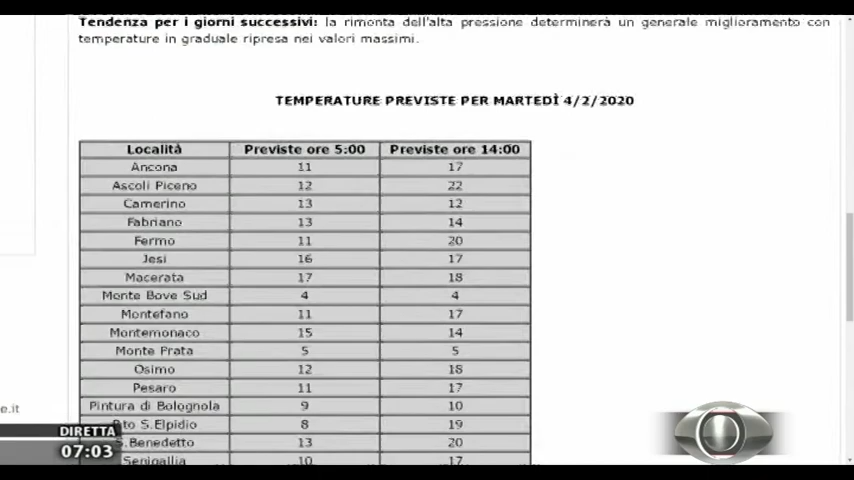 Tendenza per i giorni successivi: la rimonta dell'alta pressione determinerà un generale miglioramento con
temperature in graduale ripresa nei valori massimi.
TEMPERATURE PREVISTE PER MARTEDÌ 4/2/2020
Località Previste ore 5:00 Previste ore 14:00
Ancona 11 17
Ascoli Piceno 12 22
Camerino 13 12
Fabriano 13 14
Fermo 11 20
Jesi 16 17
Macerata 17 18
Monte Bove Sud 4 4
Montefano 11 17
Montemonaco 15 14
Monte Prata 5 5
Osimo 12 18
Pesaro 11 17
Pintura di Bolognola 9 10
e.it
P.to S.Elpidio 8 19
S.Benedetto 13 20
Senigallia 10 17
DIRETTA
07:03